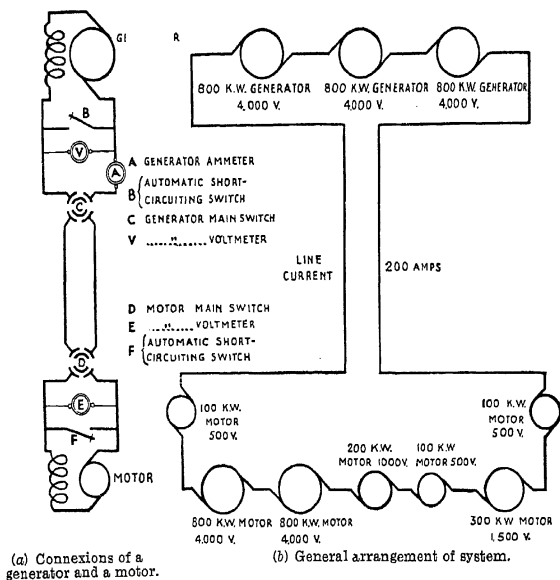 GI
R
B
V
A
C
D
E
F
MOTOR
A GENERATOR AMMETER
B AUTOMATIC SHORT-
CIRCUITING SWITCH
C GENERATOR MAIN SWITCH
V ....."....... VOLTMETER
D MOTOR MAIN SWITCH
E ....."....... VOLTMETER
F AUTOMATIC SHORT-
CIRCUITING SWITCH
(a) Connexions of a
generator and a motor.
800 K.W. GENERATOR
4,000 V.
800 K.W. GENERATOR
4,000 V.
800 K.W. GENERATOR
4,000 V.
LINE
CURRENT
200 AMPS
100 K.W.
MOTOR
500 V.
100 K.W.
MOTOR
500 V.
800 K.W. MOTOR
4,000 V.
800 K.W. MOTOR
4,000 V.
200 K.W.
MOTOR 1000V.
100 K.W
MOTOR 500V.
300 KW MOTOR
1,500 V.
(b) General arrangement of system.